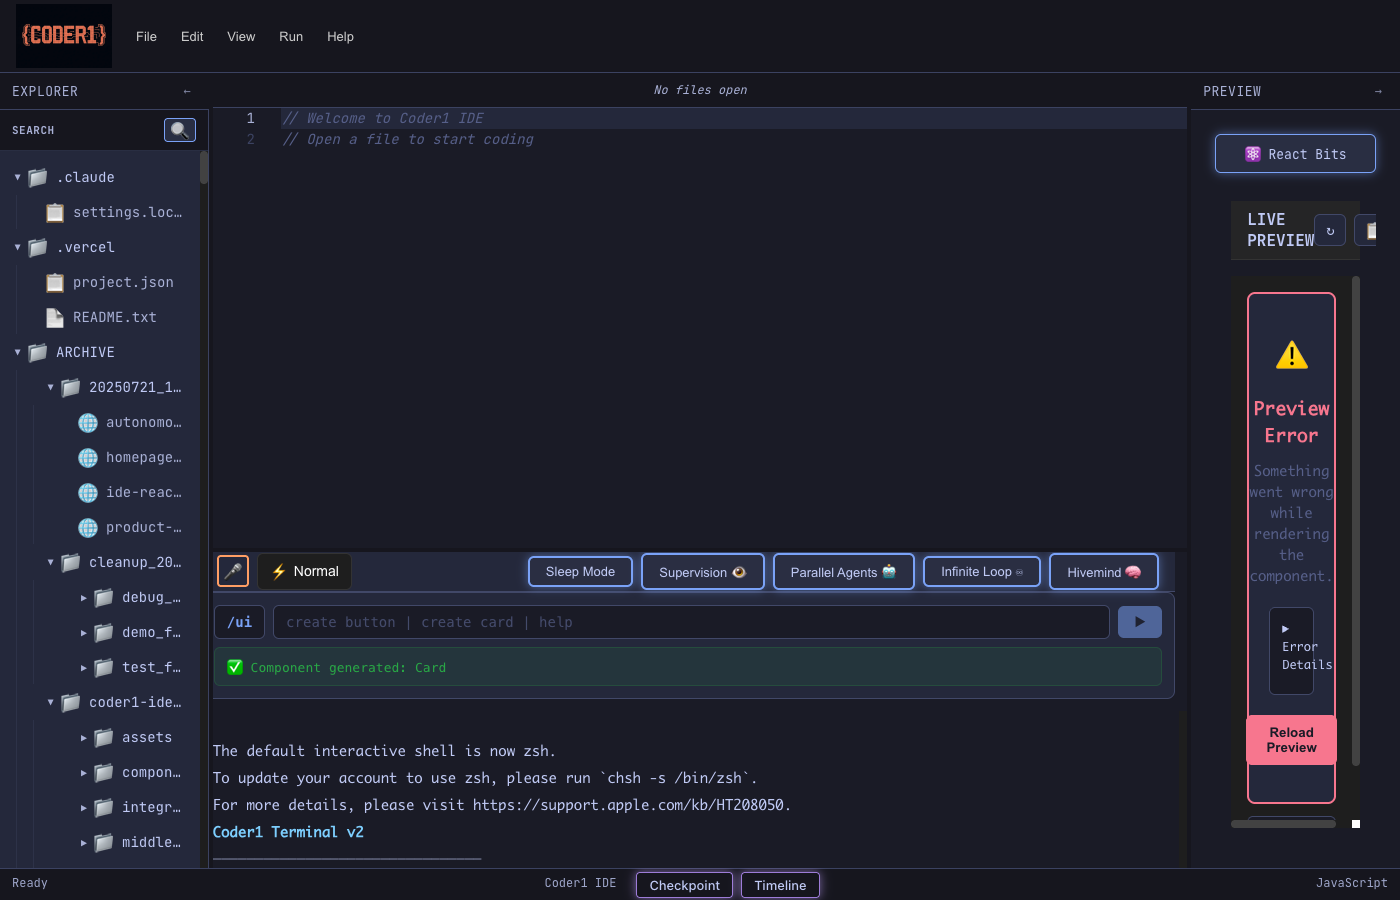 {CODER1}
File Edit View Run Help
EXPLORER ←
No files open
PREVIEW →
SEARCH
.claude
settings.loc…
.vercel
project.json
README.txt
ARCHIVE
20250721_1…
autonomo…
homepage…
ide-reac…
product-…
cleanup_20…
debug_…
demo_f…
test_f…
coder1-ide…
assets
compon…
integr…
middle…
1 // Welcome to Coder1 IDE
2 // Open a file to start coding
React Bits
LIVE
PREVIEW
Preview
Error
Something
went wrong
while
rendering
the
component.
▶
Error
Details
Reload
Preview
⚡ Normal
Sleep Mode
Supervision
Parallel Agents
Infinite Loop ♾
Hivemind
/ui create button | create card | help
✅ Component generated: Card
The default interactive shell is now zsh.
To update your account to use zsh, please run `chsh -s /bin/zsh`.
For more details, please visit https://support.apple.com/kb/HT208050.
Coder1 Terminal v2
Ready
Coder1 IDE
Checkpoint
Timeline
JavaScript